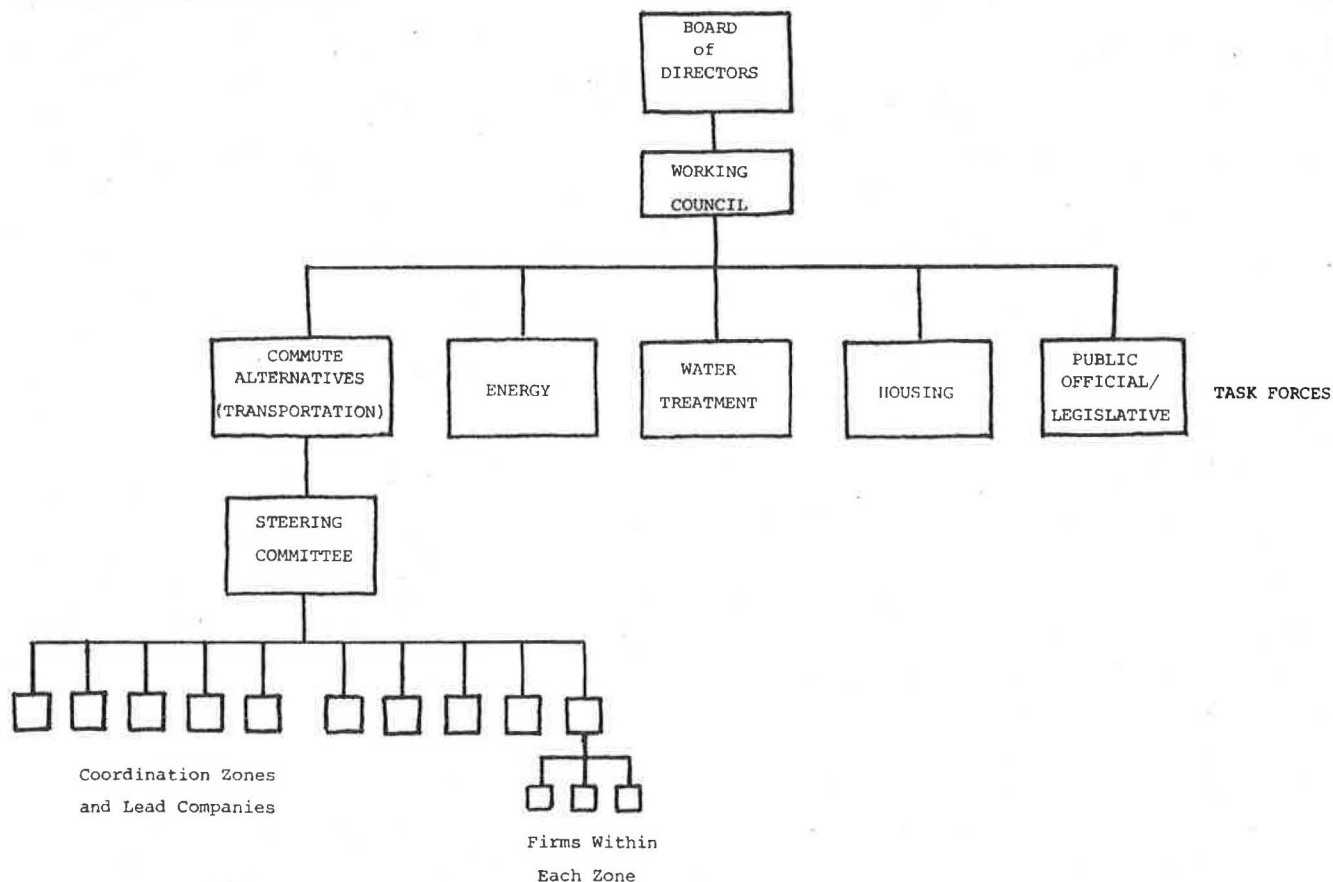 BOARD
of
DIRECTORS
WORKING
COUNCIL
COMMUTE
ALTERNATIVES
(TRANSPORTATION)
ENERGY
WATER
TREATMENT
HOUSING
PUBLIC
OFFICIAL/
LEGISLATIVE
TASK FORCES
STEERING
COMMITTEE
Coordination Zones
and Lead Companies
Firms Within
Each Zone